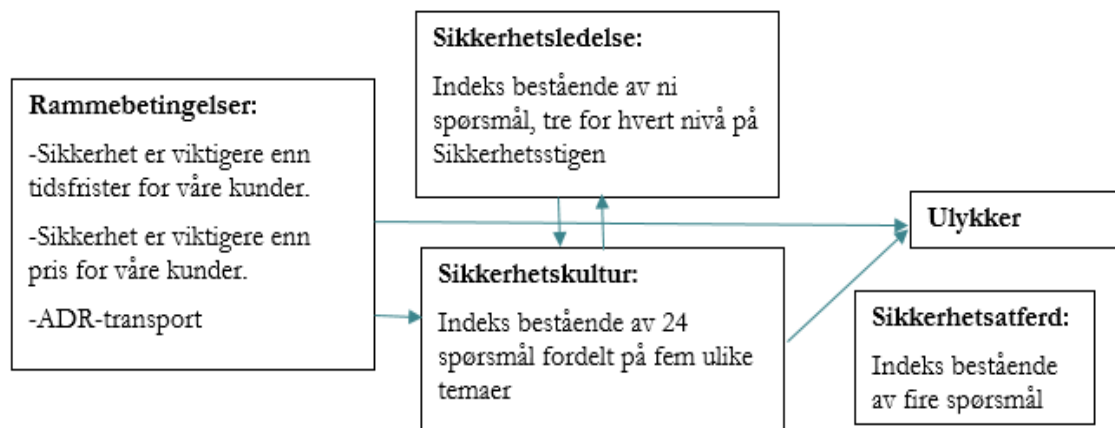 Rammebetingelser:
-Sikkerhet er viktigere enn
tidsfrister for våre kunder.
-Sikkerhet er viktigere enn
pris for våre kunder.
-ADR-transport
Sikkerhetsledelse:
Indeks bestående av ni
spørsmål, tre for hvert nivå på
Sikkerhetsstigen
Sikkerhetskultur:
Indeks bestående av 24
spørsmål fordelt på fem ulike
temaer
Ulykker
Sikkerhetsatferd:
Indeks bestående
av fire spørsmål